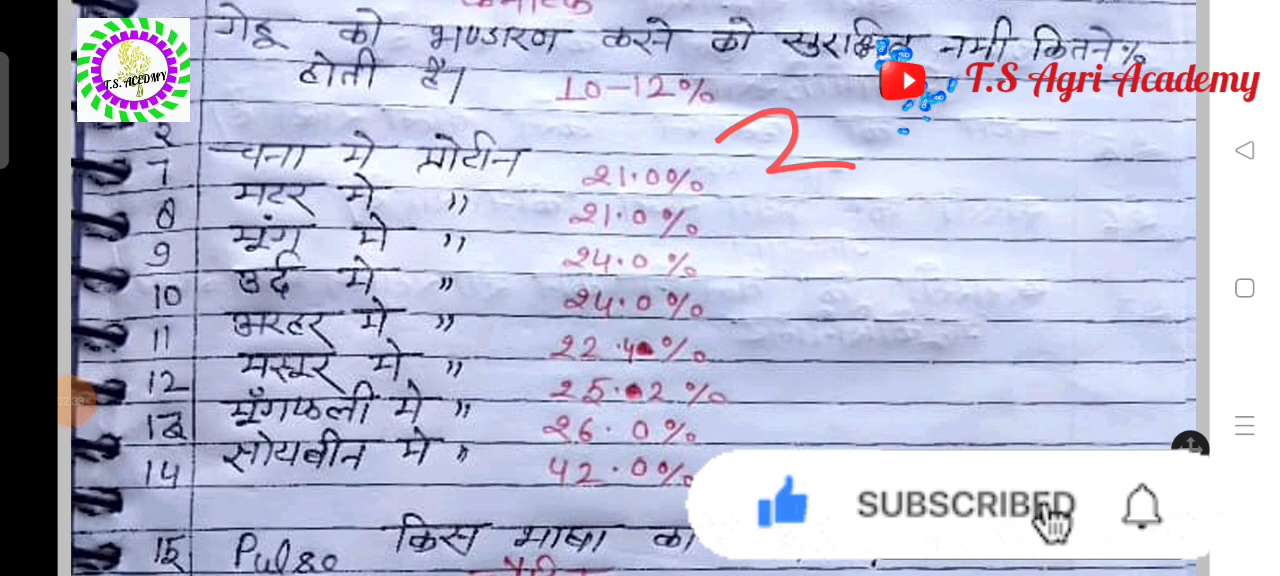 गेहू को भण्डारण करने की सुरक्षित नमी कितने %
होती है। 10-12%
T.S. ACEDMY
T.S Agri Academy
2
7 चना मे प्रोटीन 21.0%
8 मटर मे " 21.0%
9 मूंग मे " 24.0%
10 उर्द मे " 24.0%
11 अरहर मे " 22.4%
12 मसूर मे " 25.2%
13 मूँगफली मे " 26.0%
14 सोयबीन मे " 42.0%
SUBSCRIBED
15 Pulse किस भाषा का